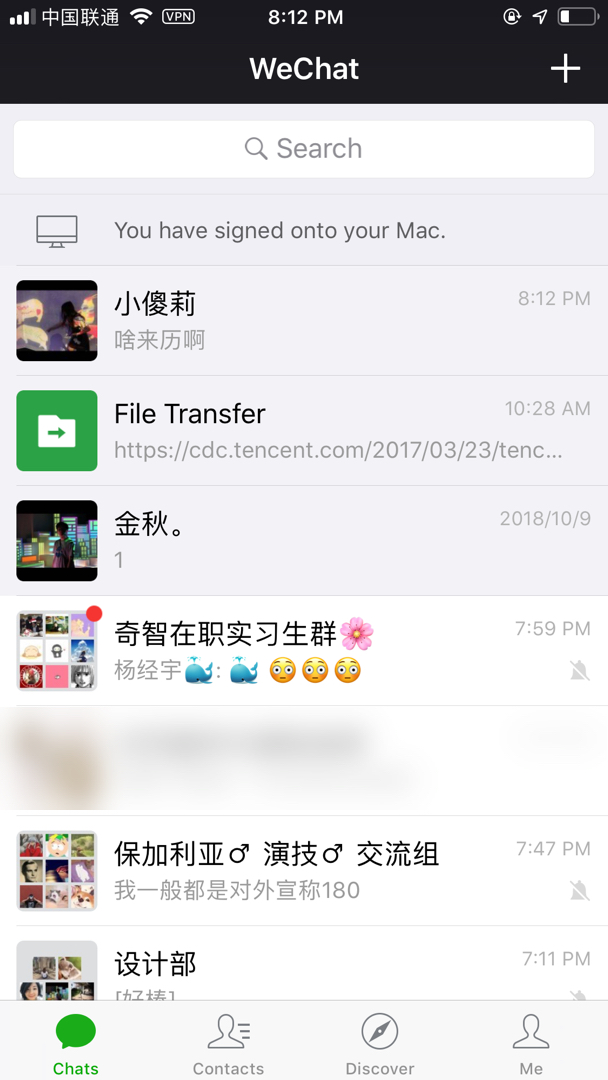 中国联通 VPN 8:12 PM
WeChat
Search
You have signed onto your Mac.
小傻莉 8:12 PM
啥来历啊
File Transfer 10:28 AM
https://cdc.tencent.com/2017/03/23/tenc...
金秋。 2018/10/9
1
奇智在职实习生群🌸 7:59 PM
杨经宇🐳: 🐳 😳😳😳
保加利亚♂ 演技♂ 交流组 7:47 PM
我一般都是对外宣称180
设计部 7:11 PM
[好棒]
Chats Contacts Discover Me